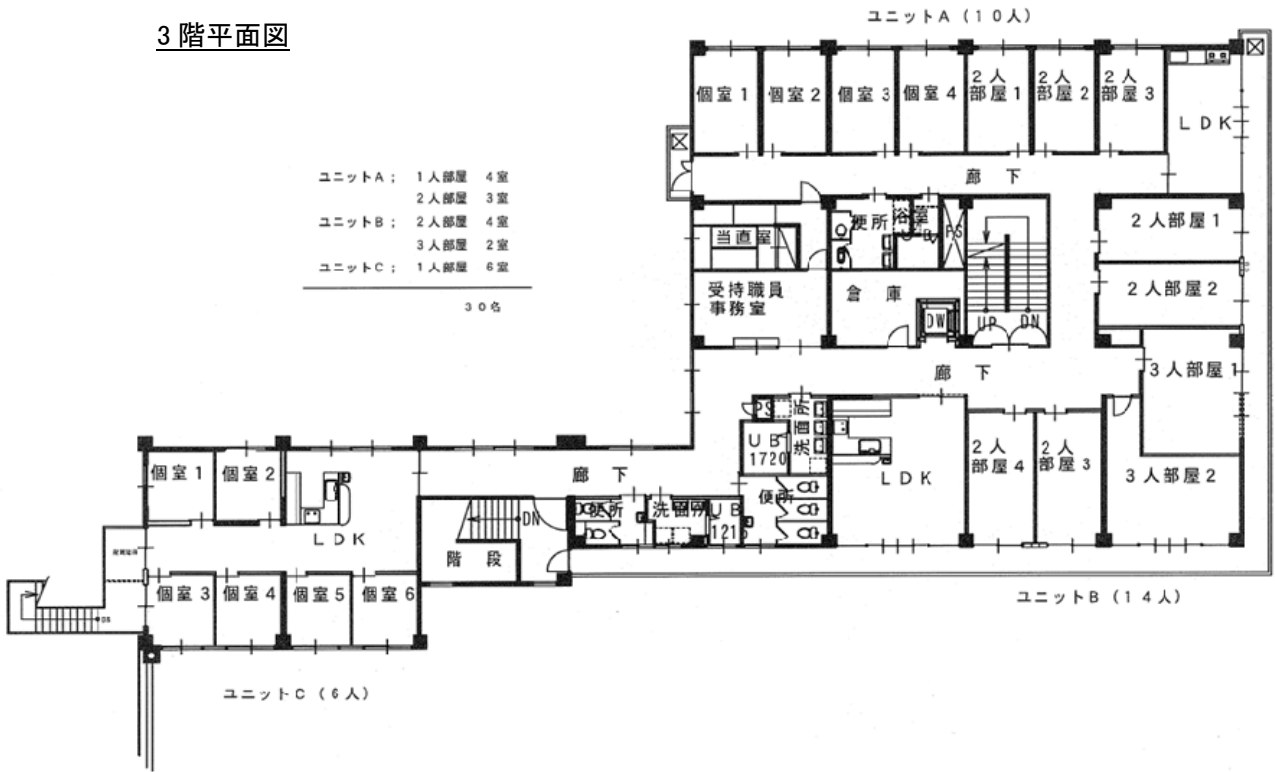 3階平面図
ユニットA(10人)
個室1
個室2
個室3
個室4
2人
部屋1
2人
部屋2
2人
部屋3
LDK
ユニットA; 1人部屋 4室
2人部屋 3室
ユニットB; 2人部屋 4室
3人部屋 2室
ユニットC; 1人部屋 6室
30名
廊下
当直室
便所
浴室
UB
PS
2人部屋1
2人部屋2
受持職員
事務室
倉庫
DW
UP
DN
廊下
3人部屋1
PS
洗面所
UB
1720
LDK
2人
部屋4
2人
部屋3
3人部屋2
個室1
個室2
LDK
廊下
便所
DN
階段
便所
洗面所
UB
個室3
個室4
個室5
個室6
DN
ユニットB(14人)
ユニットC(6人)